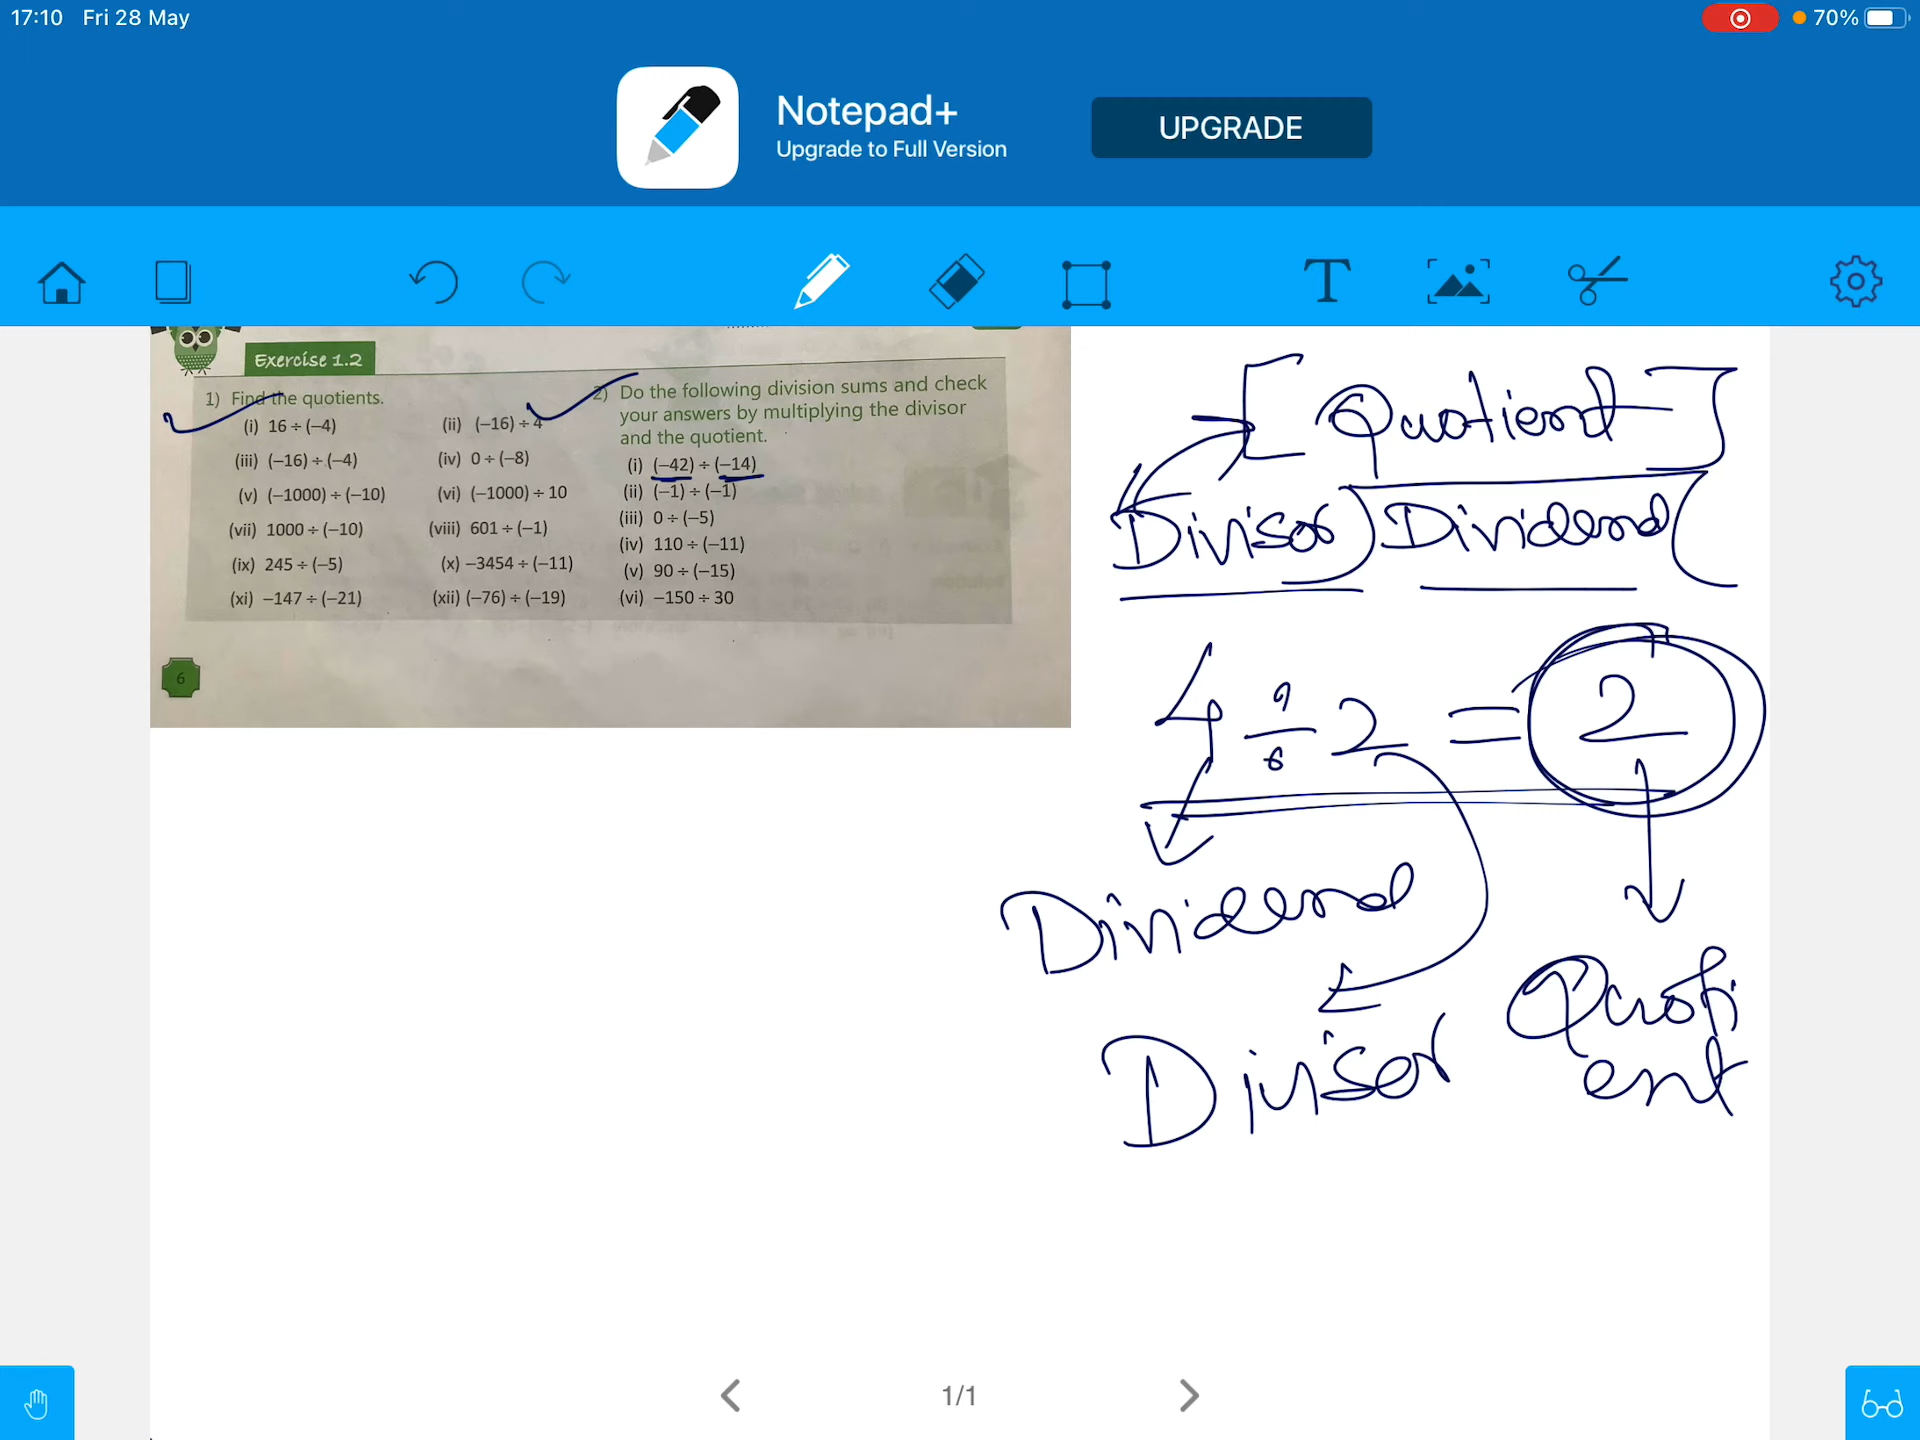 17:10 Fri 28 May
70%
Notepad+
Upgrade to Full Version
UPGRADE
T
Exercise 1.2
1) Find the quotients.
(i) 16 ÷ (−4)
(ii) (−16) ÷ 4
(iii) (−16) ÷ (−4)
(iv) 0 ÷ (−8)
(v) (−1000) ÷ (−10)
(vi) (−1000) ÷ 10
(vii) 1000 ÷ (−10)
(viii) 601 ÷ (−1)
(ix) 245 ÷ (−5)
(x) −3454 ÷ (−11)
(xi) −147 ÷ (−21)
(xii) (−76) ÷ (−19)
2) Do the following division sums and check
your answers by multiplying the divisor
and the quotient.
(i) (−42) ÷ (−14)
(ii) (−1) ÷ (−1)
(iii) 0 ÷ (−5)
(iv) 110 ÷ (−11)
(v) 90 ÷ (−15)
(vi) −150 ÷ 30
6
[Quotient]
Divisor) Dividend (
4 ÷ 2 = 2
Dividend
Divisor
Quoti
ent
1/1